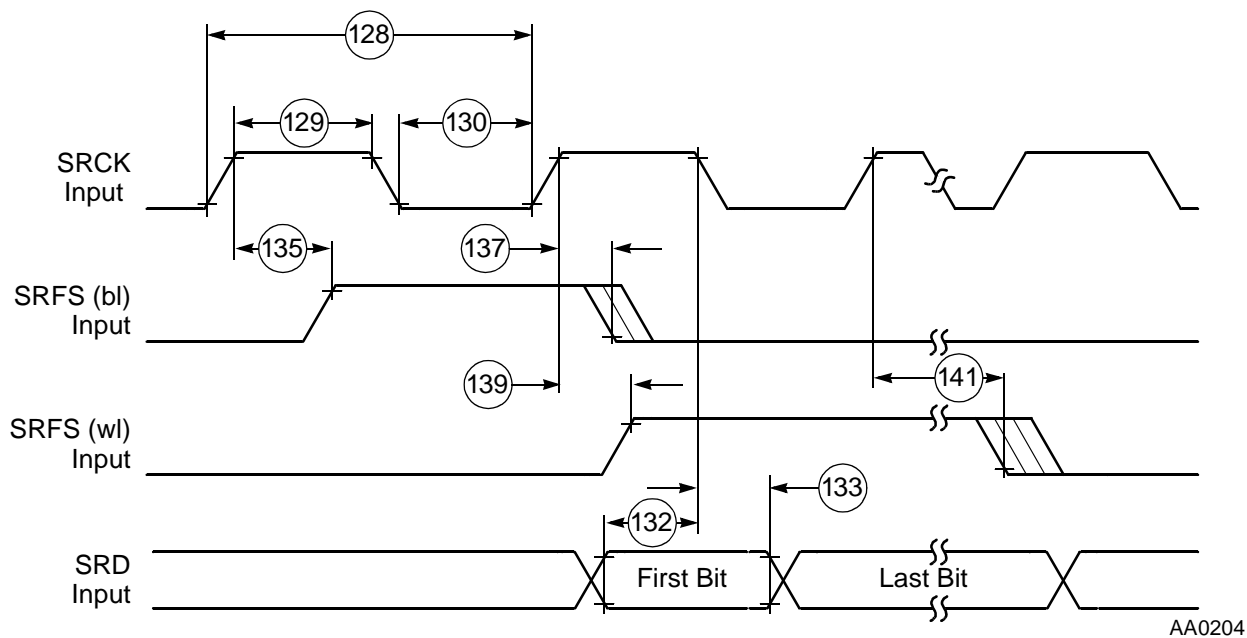 128
129
130
SRCK
Input
135
137
SRFS (bl)
Input
139
141
SRFS (wl)
Input
133
132
SRD
Input
First Bit
Last Bit
AA0204